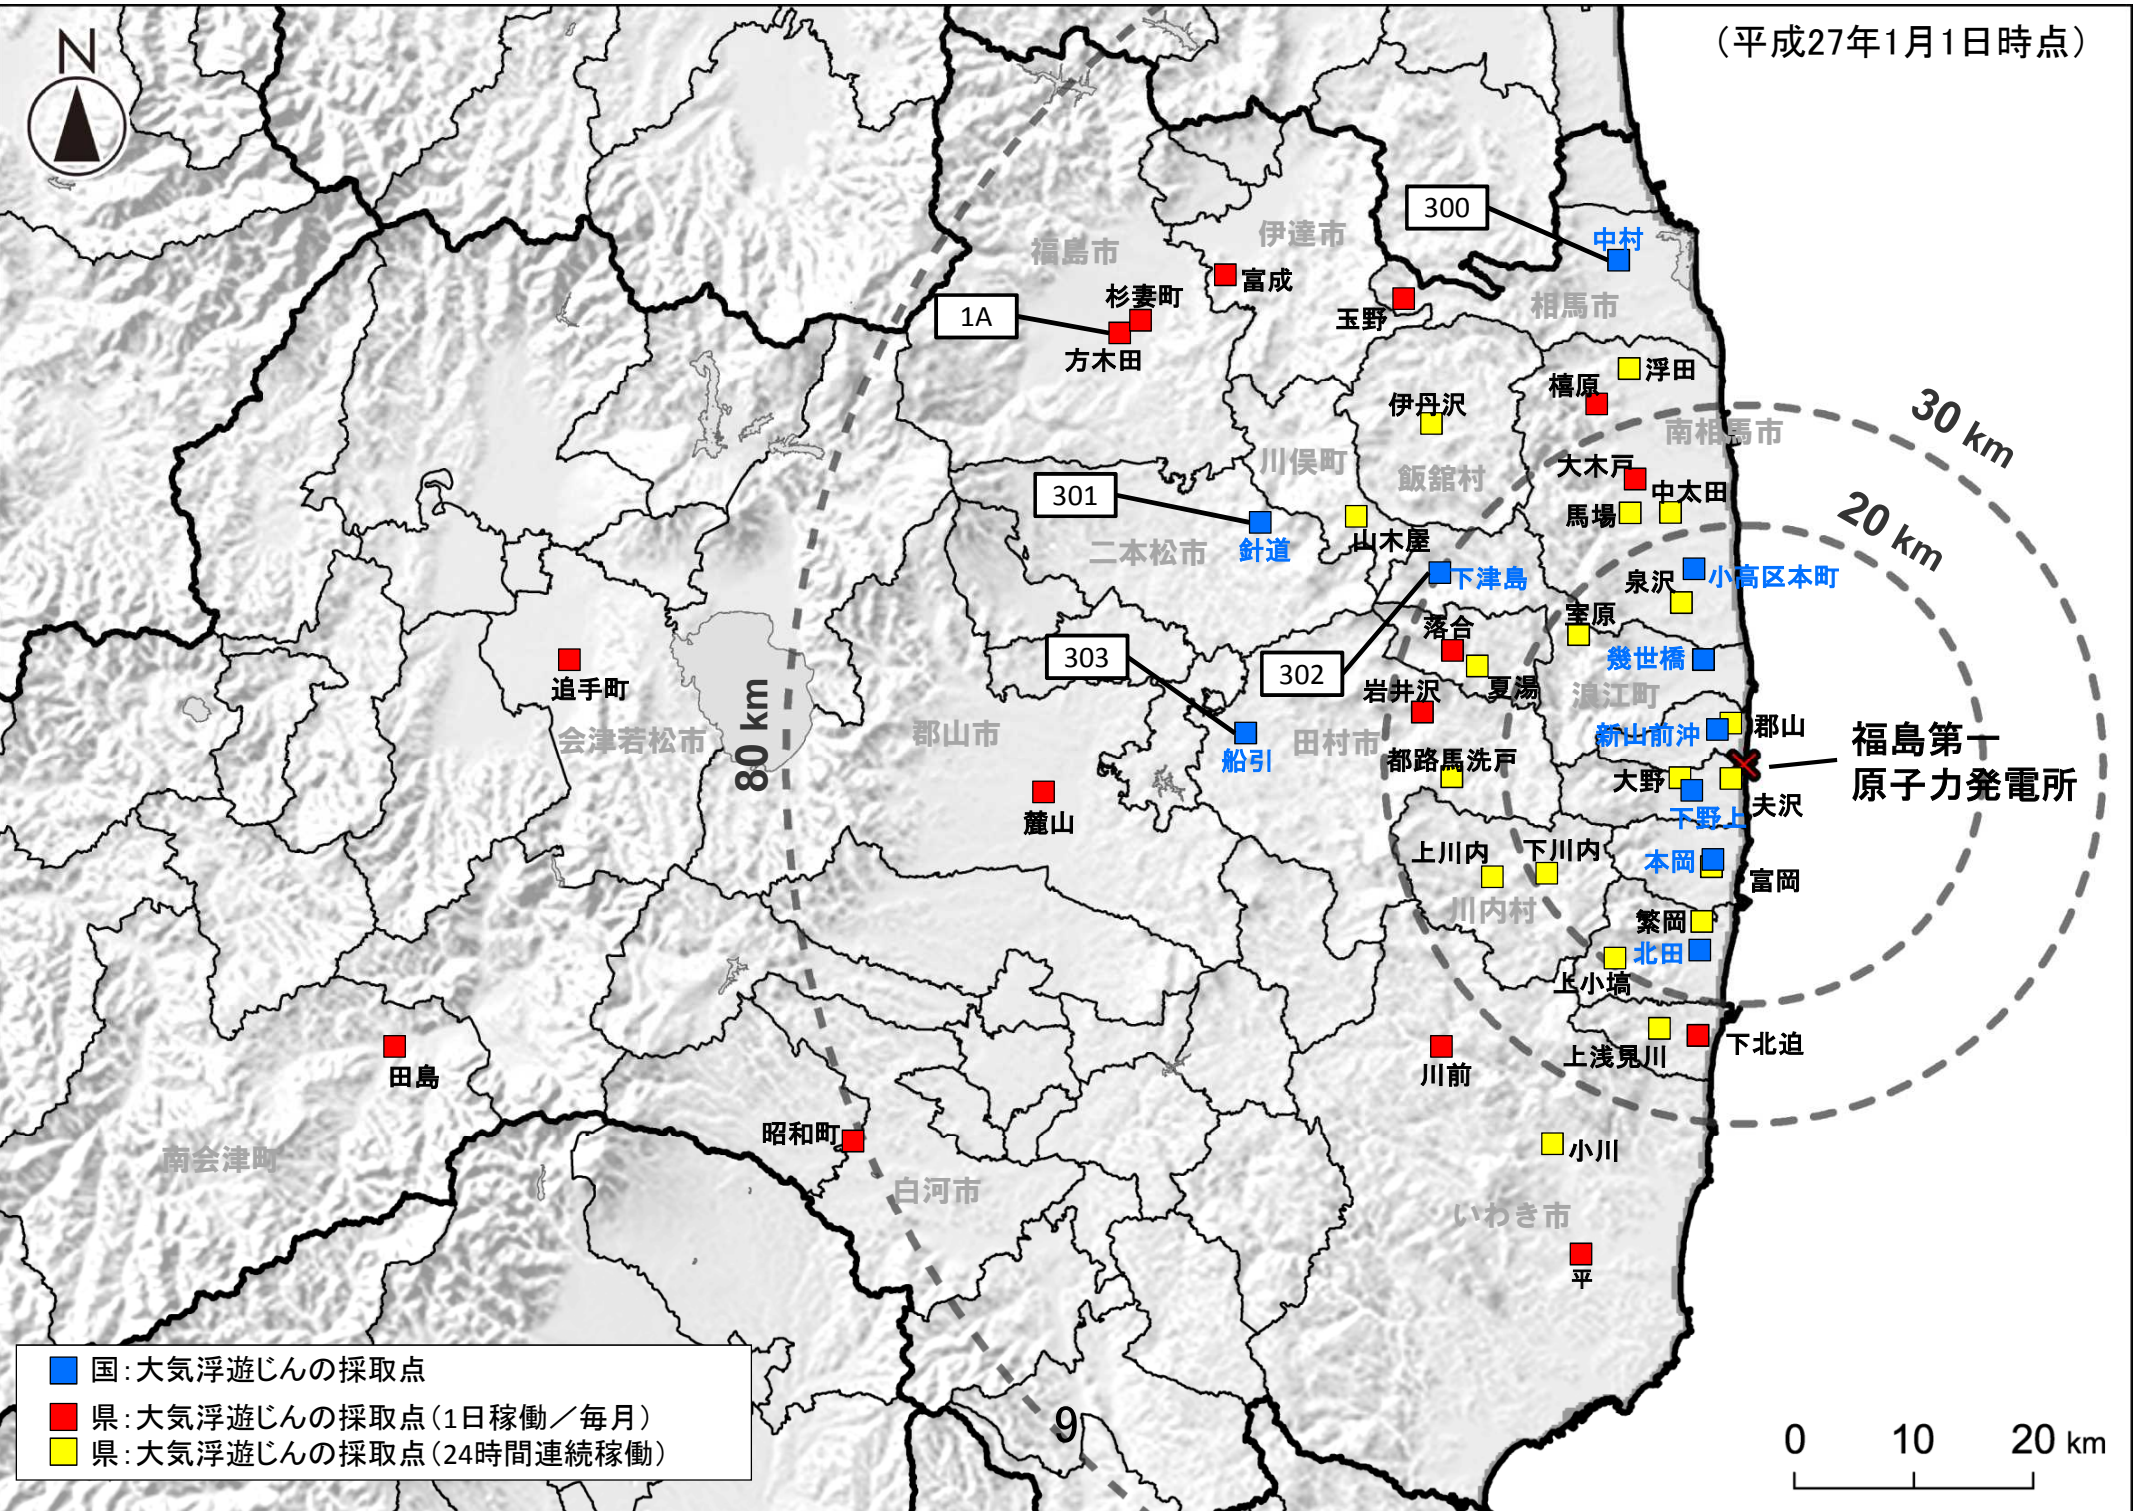 （平成27年1月1日時点）
N
300
中村
福島市
伊達市
富成
杉妻町
1A
方木田
玉野
相馬市
浮田
橲原
伊丹沢
30 km
南相馬市
川俣町
飯舘村
大木戸
中太田
301
馬場
20 km
針道
二本松市
山木屋
下津島
小高区本町
泉沢
室原
落合
303
302
幾世橋
夏湯
追手町
岩井沢
浪江町
80 km
会津若松市
郡山市
田村市
船引
新山前沖
郡山
福島第一
原子力発電所
都路馬洗戸
大野
夫沢
下野上
麓山
上川内
下川内
本岡
富岡
川内村
繁岡
北田
上小塙
田島
川前
上浅見川
下北迫
昭和町
小川
南会津町
白河市
いわき市
平
国：大気浮遊じんの採取点
県：大気浮遊じんの採取点（1日稼働／毎月）
県：大気浮遊じんの採取点（24時間連続稼働）
9
0 10 20 km